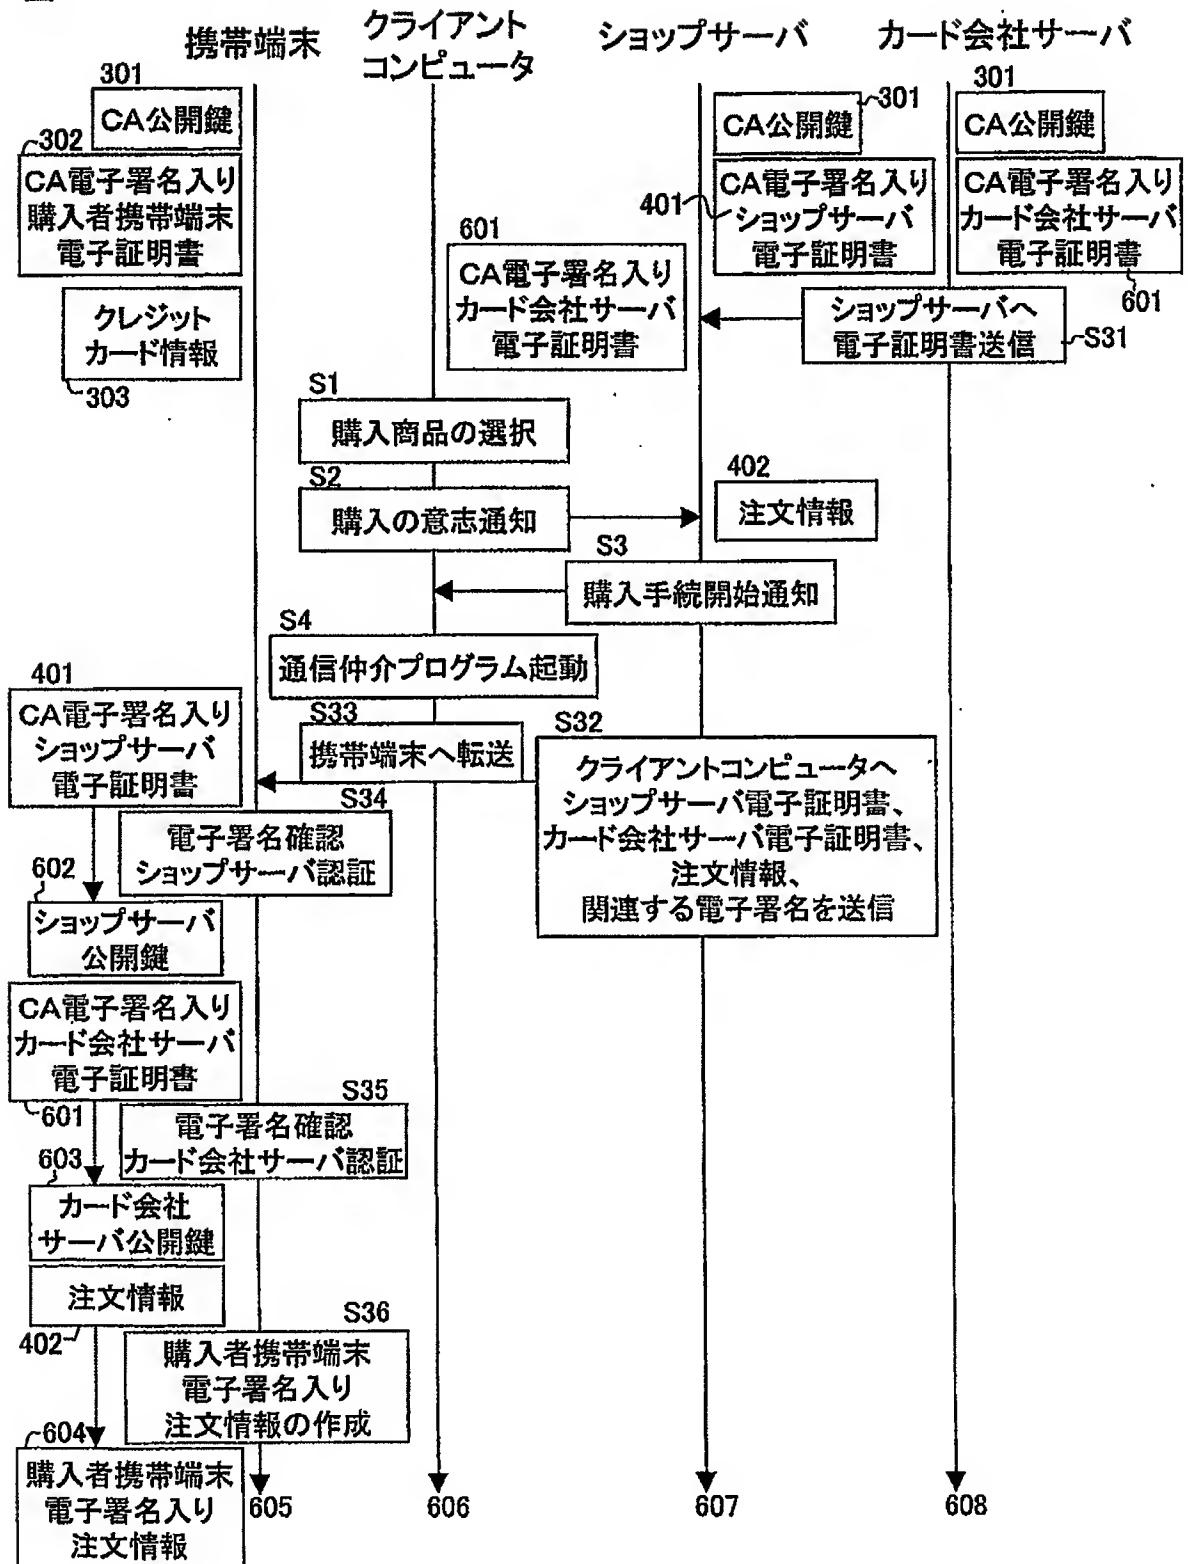 携帯端末
クライアント
コンピュータ
ショップサーバ
カード会社サーバ
301
CA公開鍵
302
CA電子署名入り
購入者携帯端末
電子証明書
クレジット
カード情報
303
301
CA公開鍵
401
CA電子署名入り
ショップサーバ
電子証明書
301
CA公開鍵
CA電子署名入り
カード会社サーバ
電子証明書
601
601
CA電子署名入り
カード会社サーバ
電子証明書
ショップサーバへ
電子証明書送信
S31
S1
購入商品の選択
S2
購入の意志通知
402
注文情報
S3
購入手続開始通知
S4
通信仲介プログラム起動
401
CA電子署名入り
ショップサーバ
電子証明書
S33
携帯端末へ転送
S32
クライアントコンピュータへ
ショップサーバ電子証明書、
カード会社サーバ電子証明書、
注文情報、
関連する電子署名を送信
S34
電子署名確認
ショップサーバ認証
602
ショップサーバ
公開鍵
CA電子署名入り
カード会社サーバ
電子証明書
601
S35
電子署名確認
カード会社サーバ認証
603
カード会社
サーバ公開鍵
注文情報
402
S36
購入者携帯端末
電子署名入り
注文情報の作成
604
購入者携帯端末
電子署名入り
注文情報
605
606
607
608